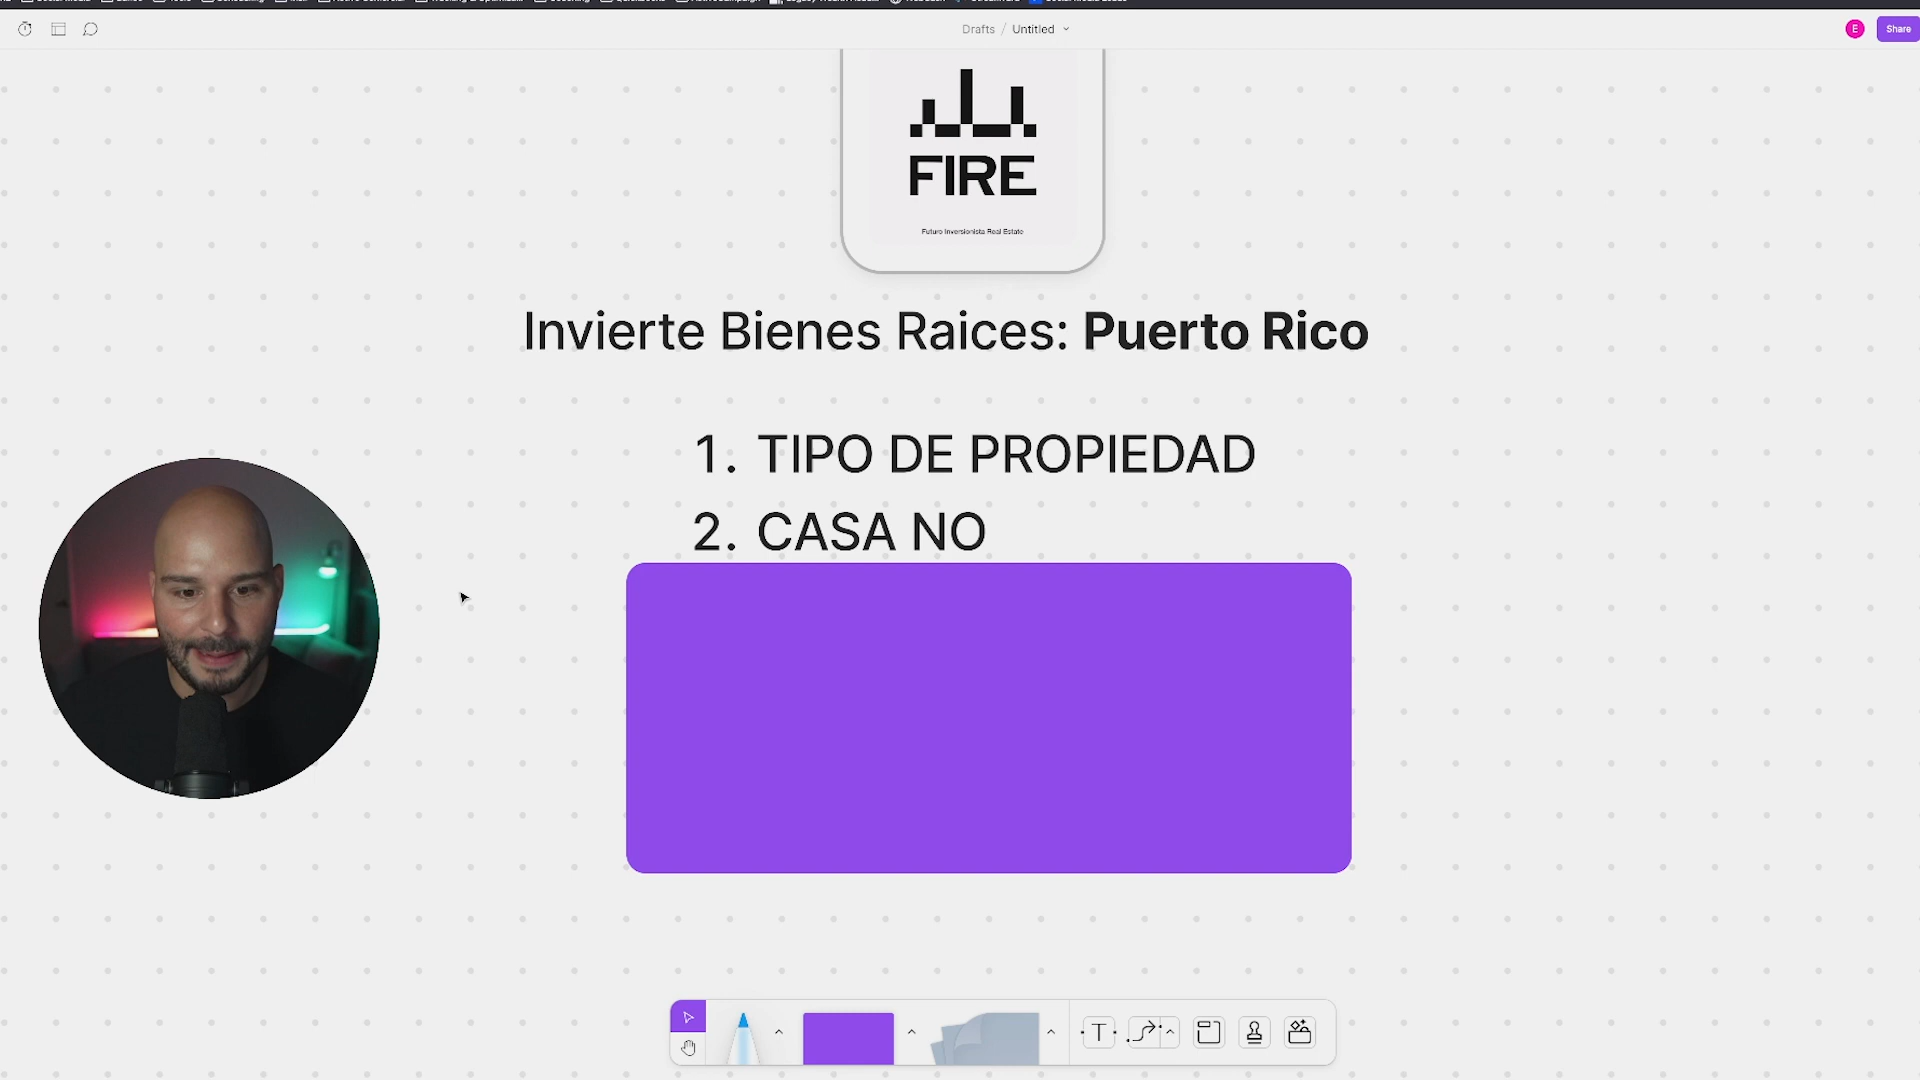 Drafts / Untitled
E
Share
FIRE
Futuro Inversionista Real Estate
Invierte Bienes Raices: Puerto Rico
1. TIPO DE PROPIEDAD
2. CASA NO
T